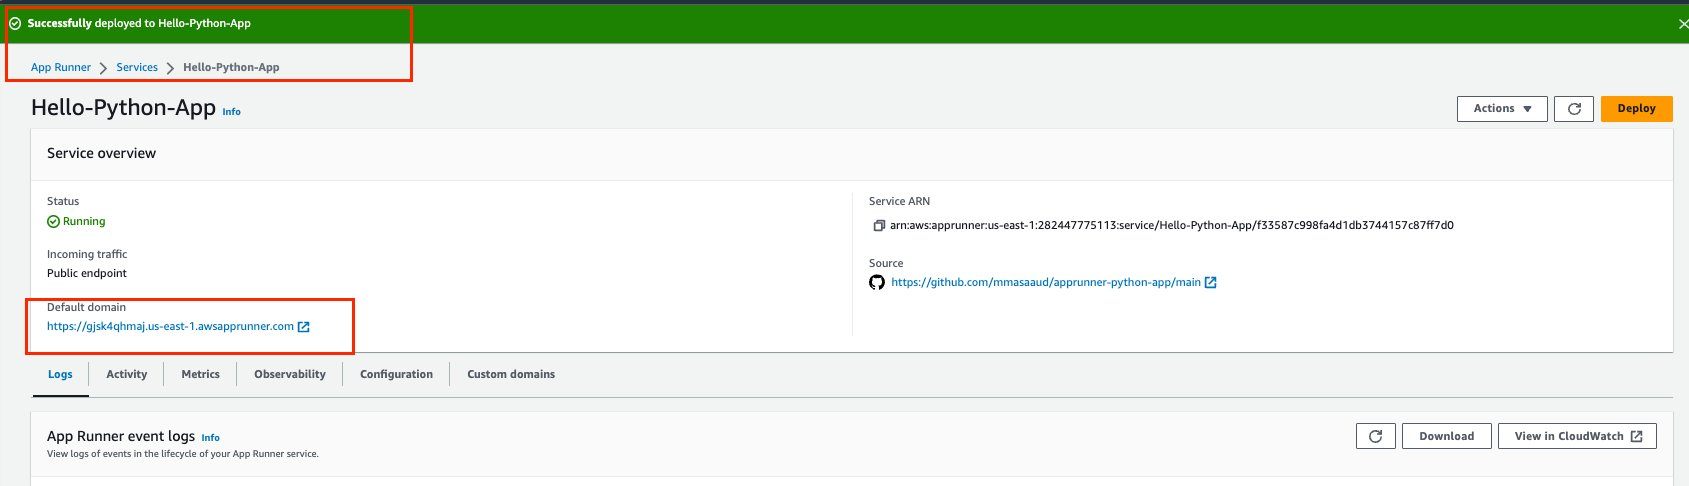 Successfully deployed to Hello-Python-App
App Runner > Services > Hello-Python-App
Hello-Python-App Info
Actions Deploy
Service overview
Status
Running
Incoming traffic
Public endpoint
Default domain
https://gjsk4qhmaj.us-east-1.awsapprunner.com
Service ARN
arn:aws:apprunner:us-east-1:282447775113:service/Hello-Python-App/f33587c998fa4d1db3744157c87ff7d0
Source
https://github.com/mmasaaud/apprunner-python-app/main
Logs Activity Metrics Observability Configuration Custom domains
App Runner event logs Info
View logs of events in the lifecycle of your App Runner service.
Download View in CloudWatch